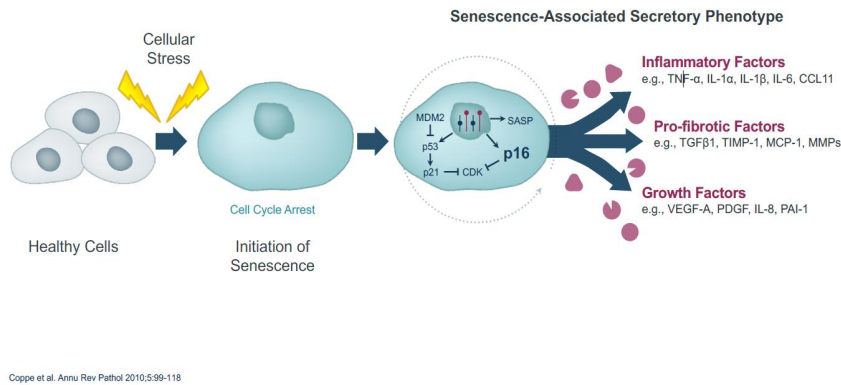 Senescence-Associated Secretory Phenotype
Cellular
Stress
Inflammatory Factors
e.g., TNF-α, IL-1α, IL-1β, IL-6, CCL11
MDM2
SASP
p53
p16
p21
CDK
Pro-fibrotic Factors
e.g., TGFβ1, TIMP-1, MCP-1, MMPs
Growth Factors
e.g., VEGF-A, PDGF, IL-8, PAI-1
Cell Cycle Arrest
Healthy Cells
Initiation of
Senescence
Coppe et al. Annu Rev Pathol 2010;5:99-118